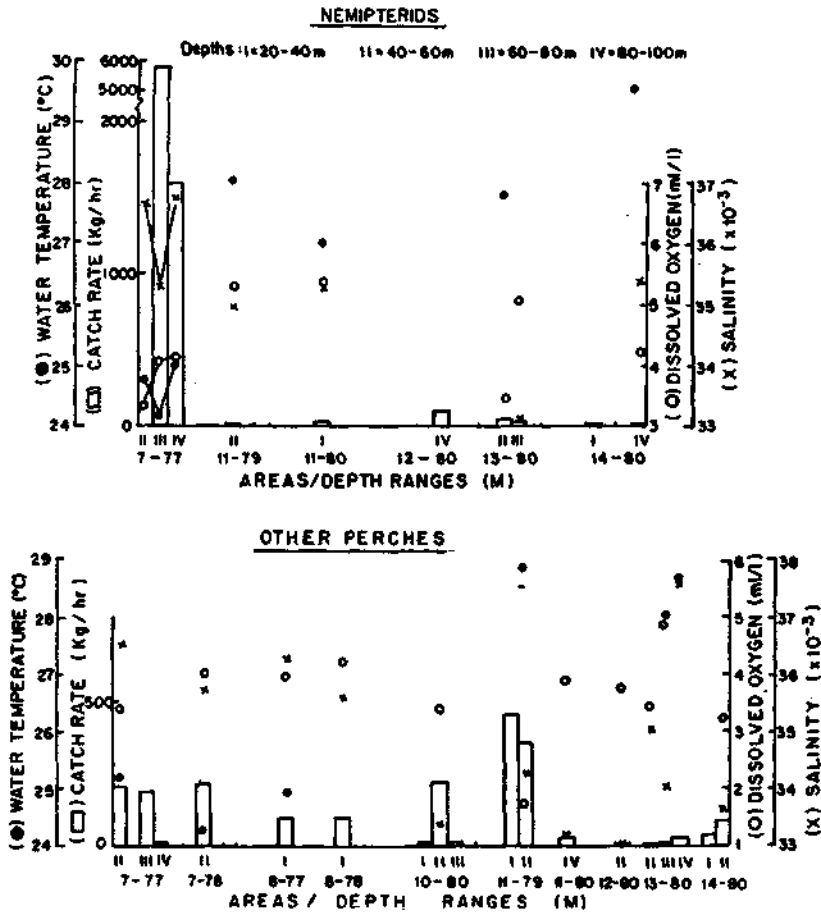 NEMIPTERIDS
Depths: I=20-40m II=40-60m III=60-80m IV=80-100m
(●) WATER TEMPERATURE (°C)
30
29
28
27
26
25
24
(▯) CATCH RATE (Kg/hr)
6000
5000
2000
1000
0
7
6
5
4
3
(O) DISSOLVED OXYGEN (ml/l)
37
36
35
34
33
(X) SALINITY (x10⁻³)
II III IV II I IV II III I IV
7-77 11-79 11-80 12-80 13-80 14-80
AREAS/DEPTH RANGES (M)
OTHER PERCHES
(●) WATER TEMPERATURE (°C)
29
28
27
26
25
24
(▯) CATCH RATE (Kg/hr)
500
0
6
5
4
3
2
1
(O) DISSOLVED OXYGEN (ml/l)
38
37
36
35
34
33
(X) SALINITY (x10⁻³)
II III IV II I I I II III I II IV II II III IV I II
7-77 7-78 8-77 8-78 10-80 11-79 12-80 13-80 14-80
AREAS / DEPTH RANGES (M)